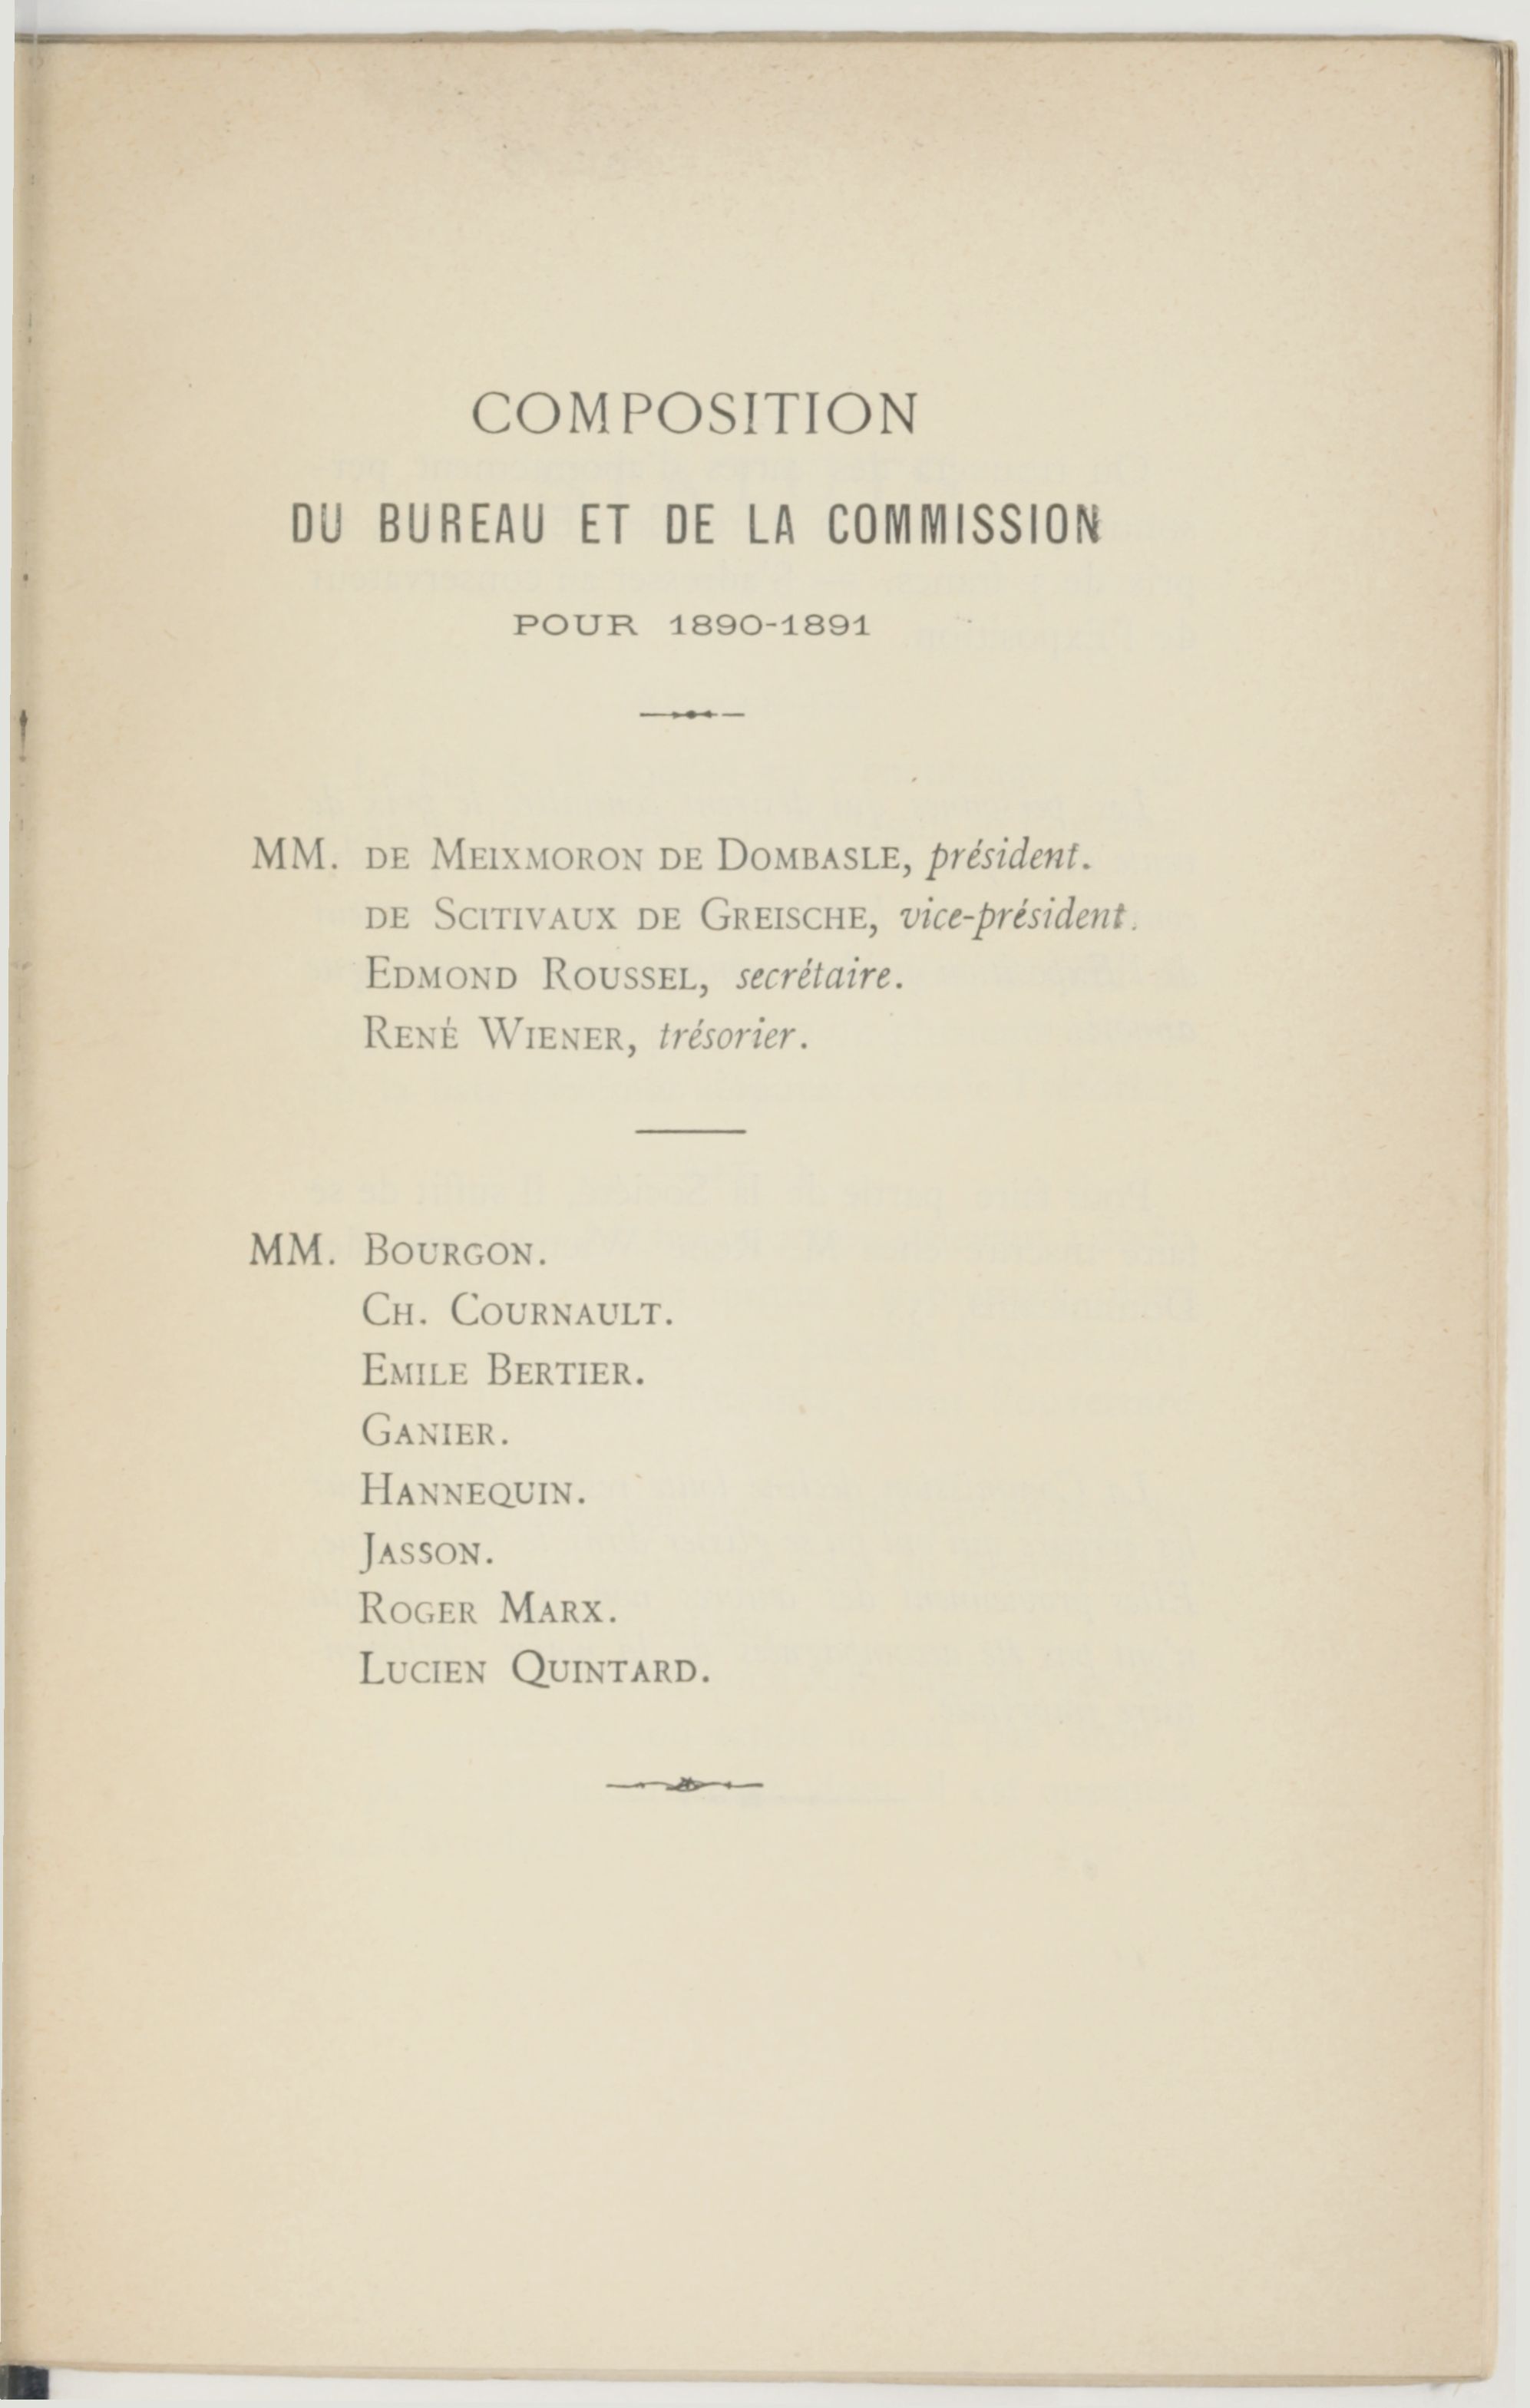 COMPOSITION
DU BUREAU ET DE LA COMMISSION
POUR 1890-1891
MM. DE MEIXMORON DE DOMBASLE, président.
DE SCITIVAUX DE GREISCHE, vice-président.
EDMOND ROUSSEL, secrétaire.
RENÉ WIENER, trésorier.
MM. BOURGON.
CH. COURNAULT.
EMILE BERTIER.
GANIER.
HANNEQUIN.
JASSON.
ROGER MARX.
LUCIEN QUINTARD.